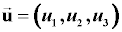 u⃗ = (u₁, u₂, u₃)